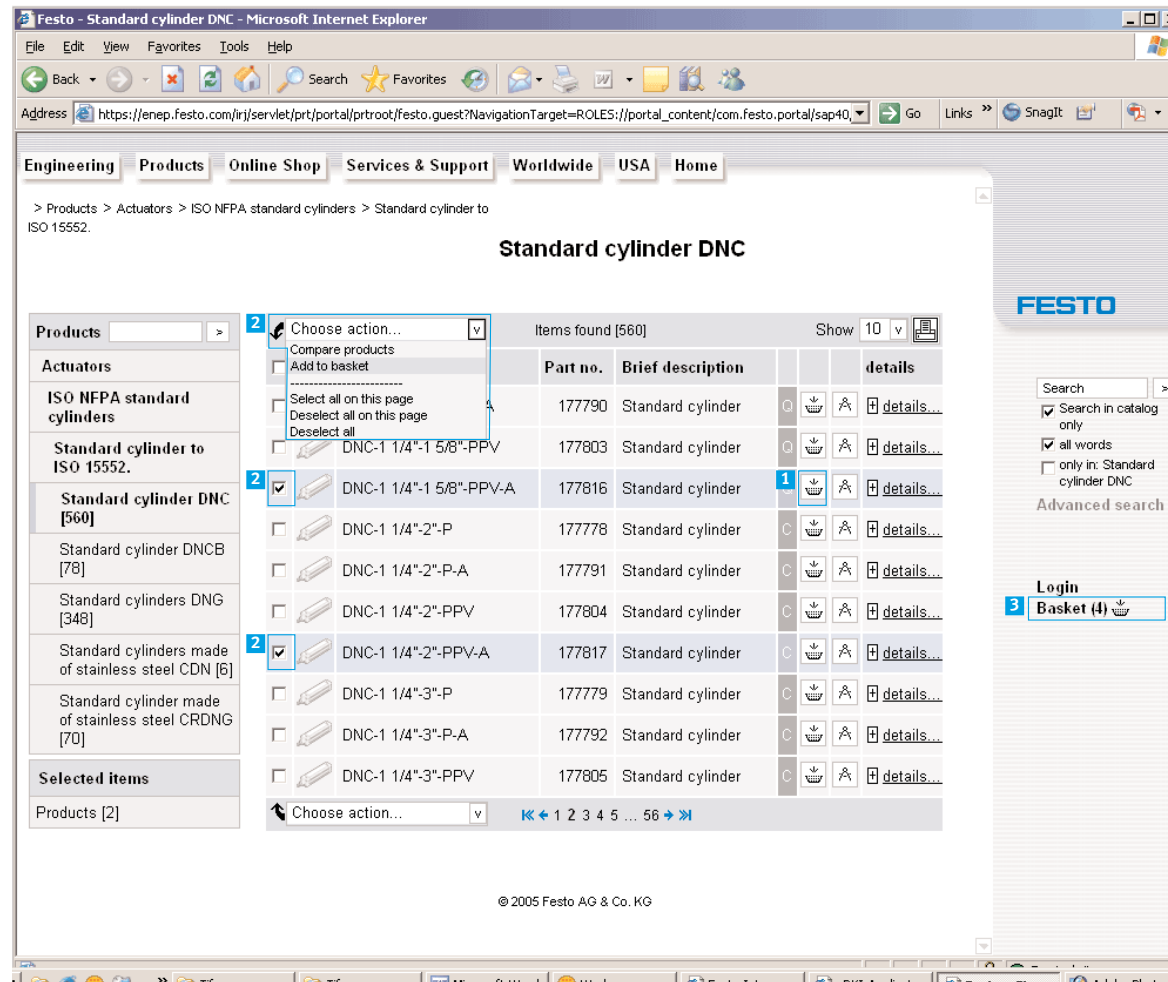 Festo - Standard cylinder DNC - Microsoft Internet Explorer
File Edit View Favorites Tools Help
Back Search Favorites
Address https://enep.festo.com/irj/servlet/prt/portal/prtroot/festo.guest?NavigationTarget=ROLES://portal_content/com.festo.portal/sap40, Go Links » SnagIt
Engineering Products Online Shop Services & Support Worldwide USA Home
> Products > Actuators > ISO NFPA standard cylinders > Standard cylinder to
ISO 15552.
Standard cylinder DNC
FESTO
Products >
Actuators
ISO NFPA standard
cylinders
Standard cylinder to
ISO 15552.
Standard cylinder DNC
[560]
Standard cylinder DNCB
[78]
Standard cylinders DNG
[348]
Standard cylinders made
of stainless steel CDN [6]
Standard cylinder made
of stainless steel CRDNG
[70]
Selected items
Products [2]
2 Choose action... v Items found [560] Show 10 v
Compare products
Add to basket
-------------------------
Select all on this page
Deselect all on this page
Deselect all
Part no. Brief description details
A 177790 Standard cylinder Q + details...
DNC-1 1/4"-1 5/8"-PPV 177803 Standard cylinder Q + details...
2 DNC-1 1/4"-1 5/8"-PPV-A 177816 Standard cylinder 1 + details...
DNC-1 1/4"-2"-P 177778 Standard cylinder C + details...
DNC-1 1/4"-2"-P-A 177791 Standard cylinder C + details...
DNC-1 1/4"-2"-PPV 177804 Standard cylinder C + details...
2 DNC-1 1/4"-2"-PPV-A 177817 Standard cylinder C + details...
DNC-1 1/4"-3"-P 177779 Standard cylinder C + details...
DNC-1 1/4"-3"-P-A 177792 Standard cylinder C + details...
DNC-1 1/4"-3"-PPV 177805 Standard cylinder C + details...
Choose action... v 1 2 3 4 5 ... 56
Search >
Search in catalog
only
all words
only in: Standard
cylinder DNC
Advanced search
Login
3 Basket (4)
© 2005 Festo AG & Co. KG